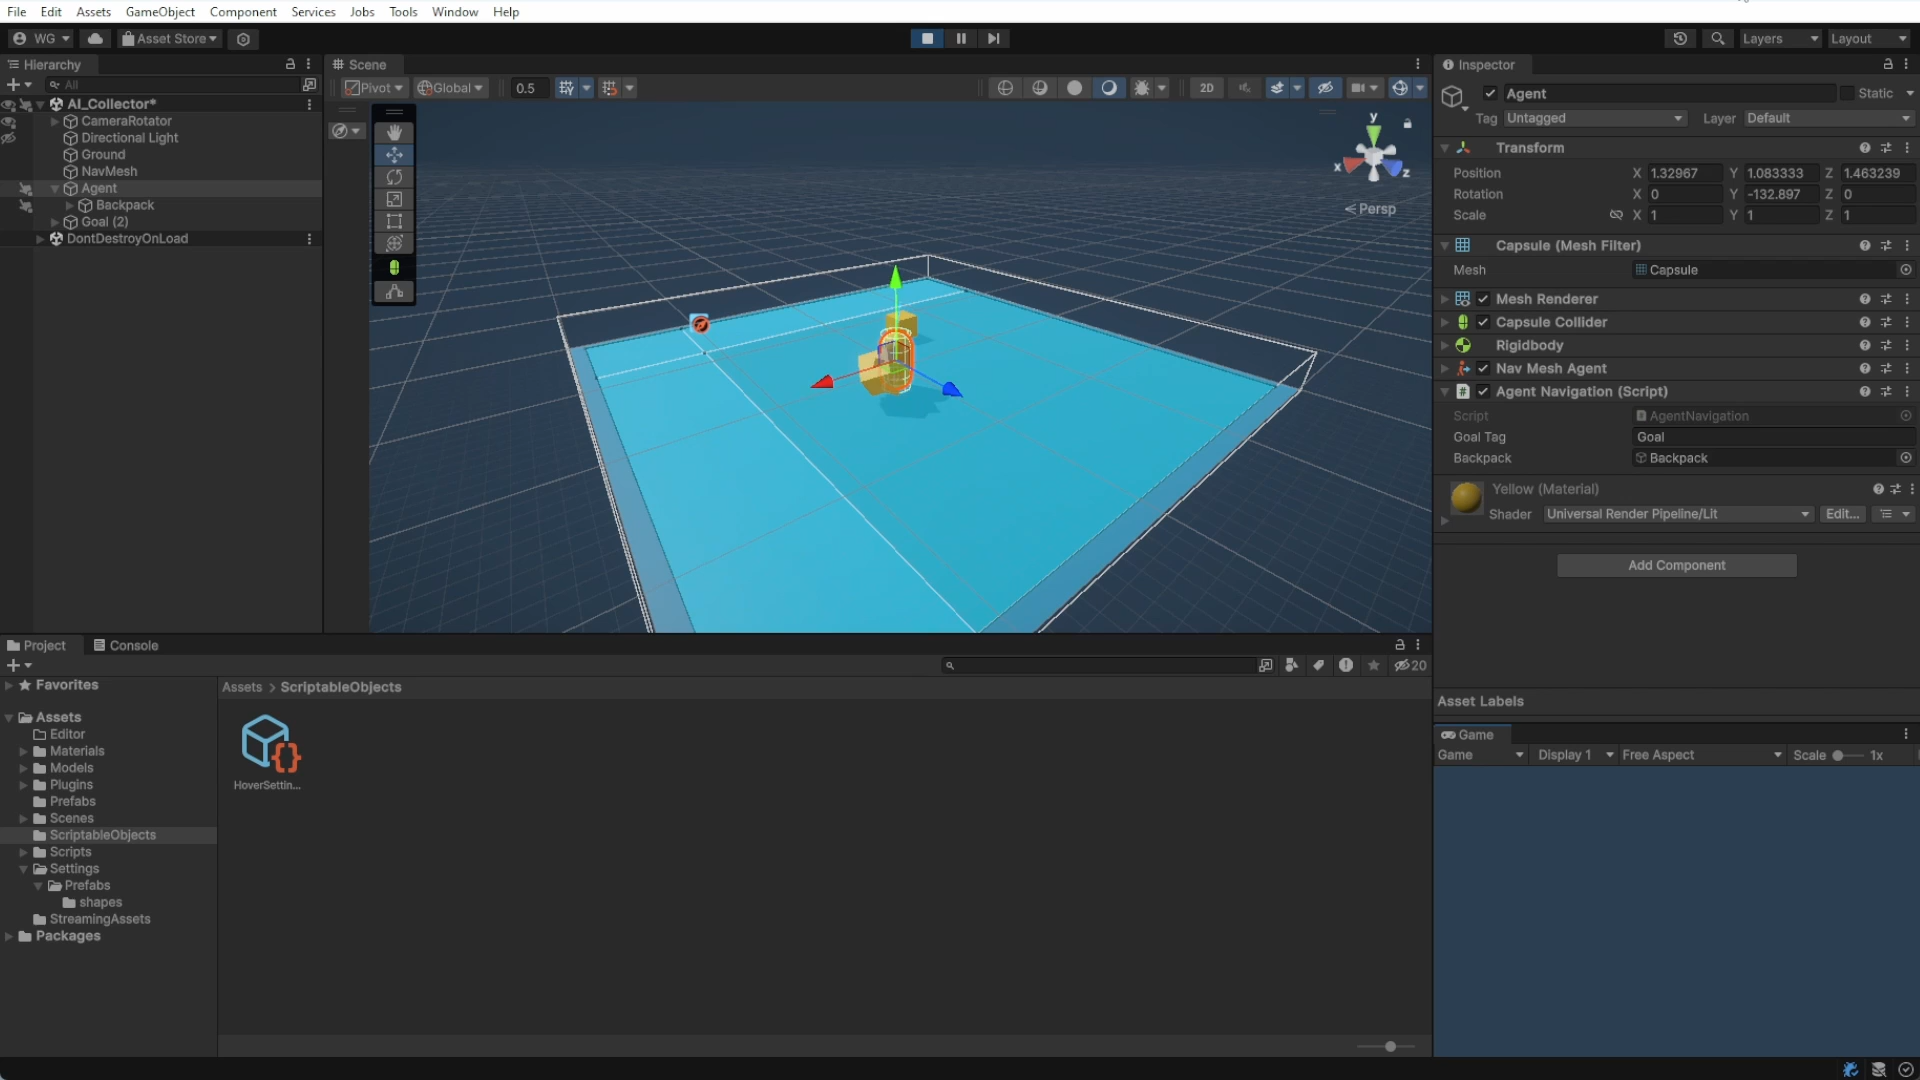 File Edit Assets GameObject Component Services Jobs Tools Window Help
WG Asset Store Layers Layout
Hierarchy
All
AI_Collector*
CameraRotator
Directional Light
Ground
NavMesh
Agent
Backpack
Goal (2)
DontDestroyOnLoad
Scene
Pivot Global 0.5 2D
y
x
z
Persp
Inspector
Agent Static
Tag Untagged Layer Default
Transform
Position X 1.32967 Y 1.083333 Z 1.463239
Rotation X 0 Y -132.897 Z 0
Scale X 1 Y 1 Z 1
Capsule (Mesh Filter)
Mesh Capsule
Mesh Renderer
Capsule Collider
Rigidbody
Nav Mesh Agent
# Agent Navigation (Script)
Script AgentNavigation
Goal Tag Goal
Backpack Backpack
Yellow (Material)
Shader Universal Render Pipeline/Lit Edit...
Add Component
Asset Labels
Game
Game Display 1 Free Aspect Scale 1x
Project Console
20
Favorites
Assets
Editor
Materials
Models
Plugins
Prefabs
Scenes
ScriptableObjects
Scripts
Settings
Prefabs
shapes
StreamingAssets
Packages
Assets > ScriptableObjects
HoverSettin...